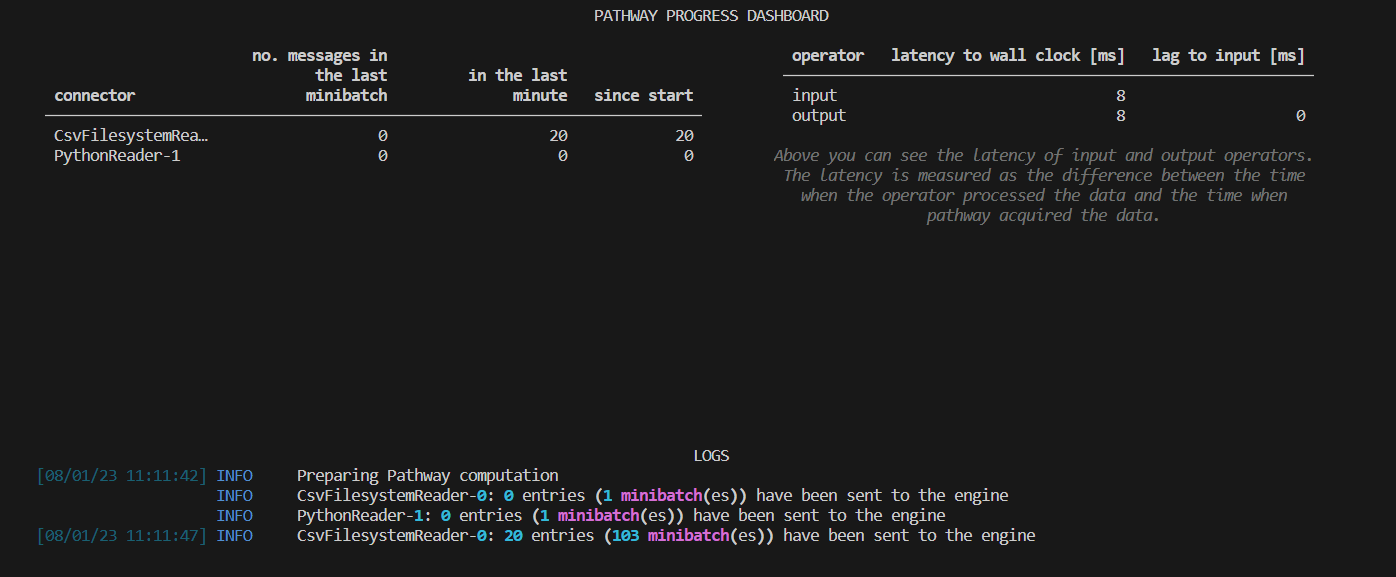 PATHWAY PROGRESS DASHBOARD
no. messages in
the last in the last
connector minibatch minute since start
CsvFilesystemRea… 0 20 20
PythonReader-1 0 0 0
operator latency to wall clock [ms] lag to input [ms]
input 8
output 8 0
Above you can see the latency of input and output operators.
The latency is measured as the difference between the time
when the operator processed the data and the time when
pathway acquired the data.
LOGS
[08/01/23 11:11:42] INFO Preparing Pathway computation
INFO CsvFilesystemReader-0: 0 entries (1 minibatch(es)) have been sent to the engine
INFO PythonReader-1: 0 entries (1 minibatch(es)) have been sent to the engine
[08/01/23 11:11:47] INFO CsvFilesystemReader-0: 20 entries (103 minibatch(es)) have been sent to the engine